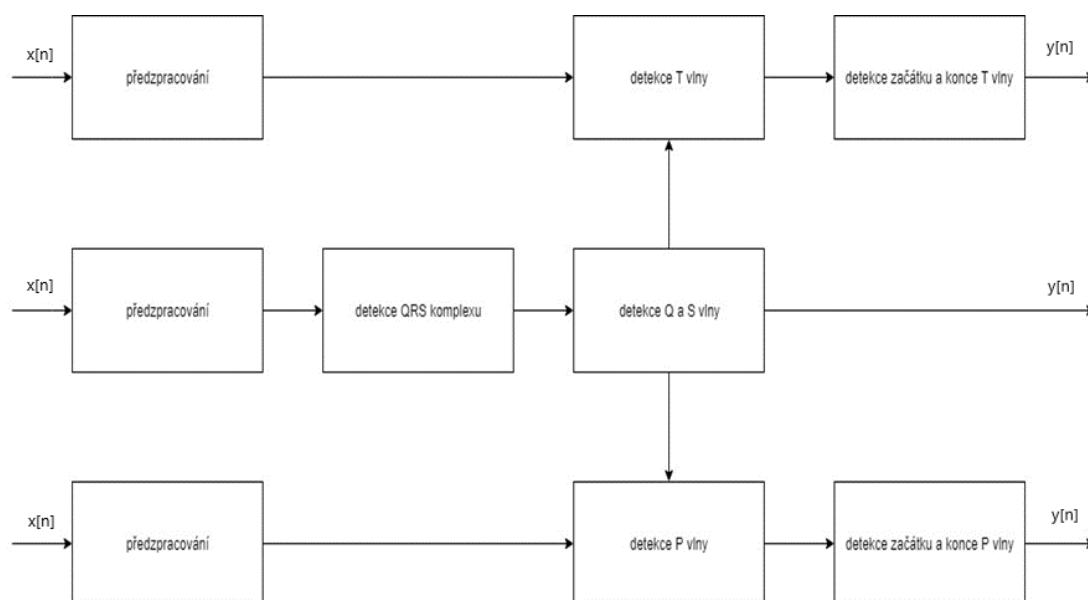 x[n]
předzpracování
detekce T vlny
detekce začátku a konce T vlny
y[n]
x[n]
předzpracování
detekce QRS komplexu
detekce Q a S vlny
y[n]
x[n]
předzpracování
detekce P vlny
detekce začátku a konce P vlny
y[n]